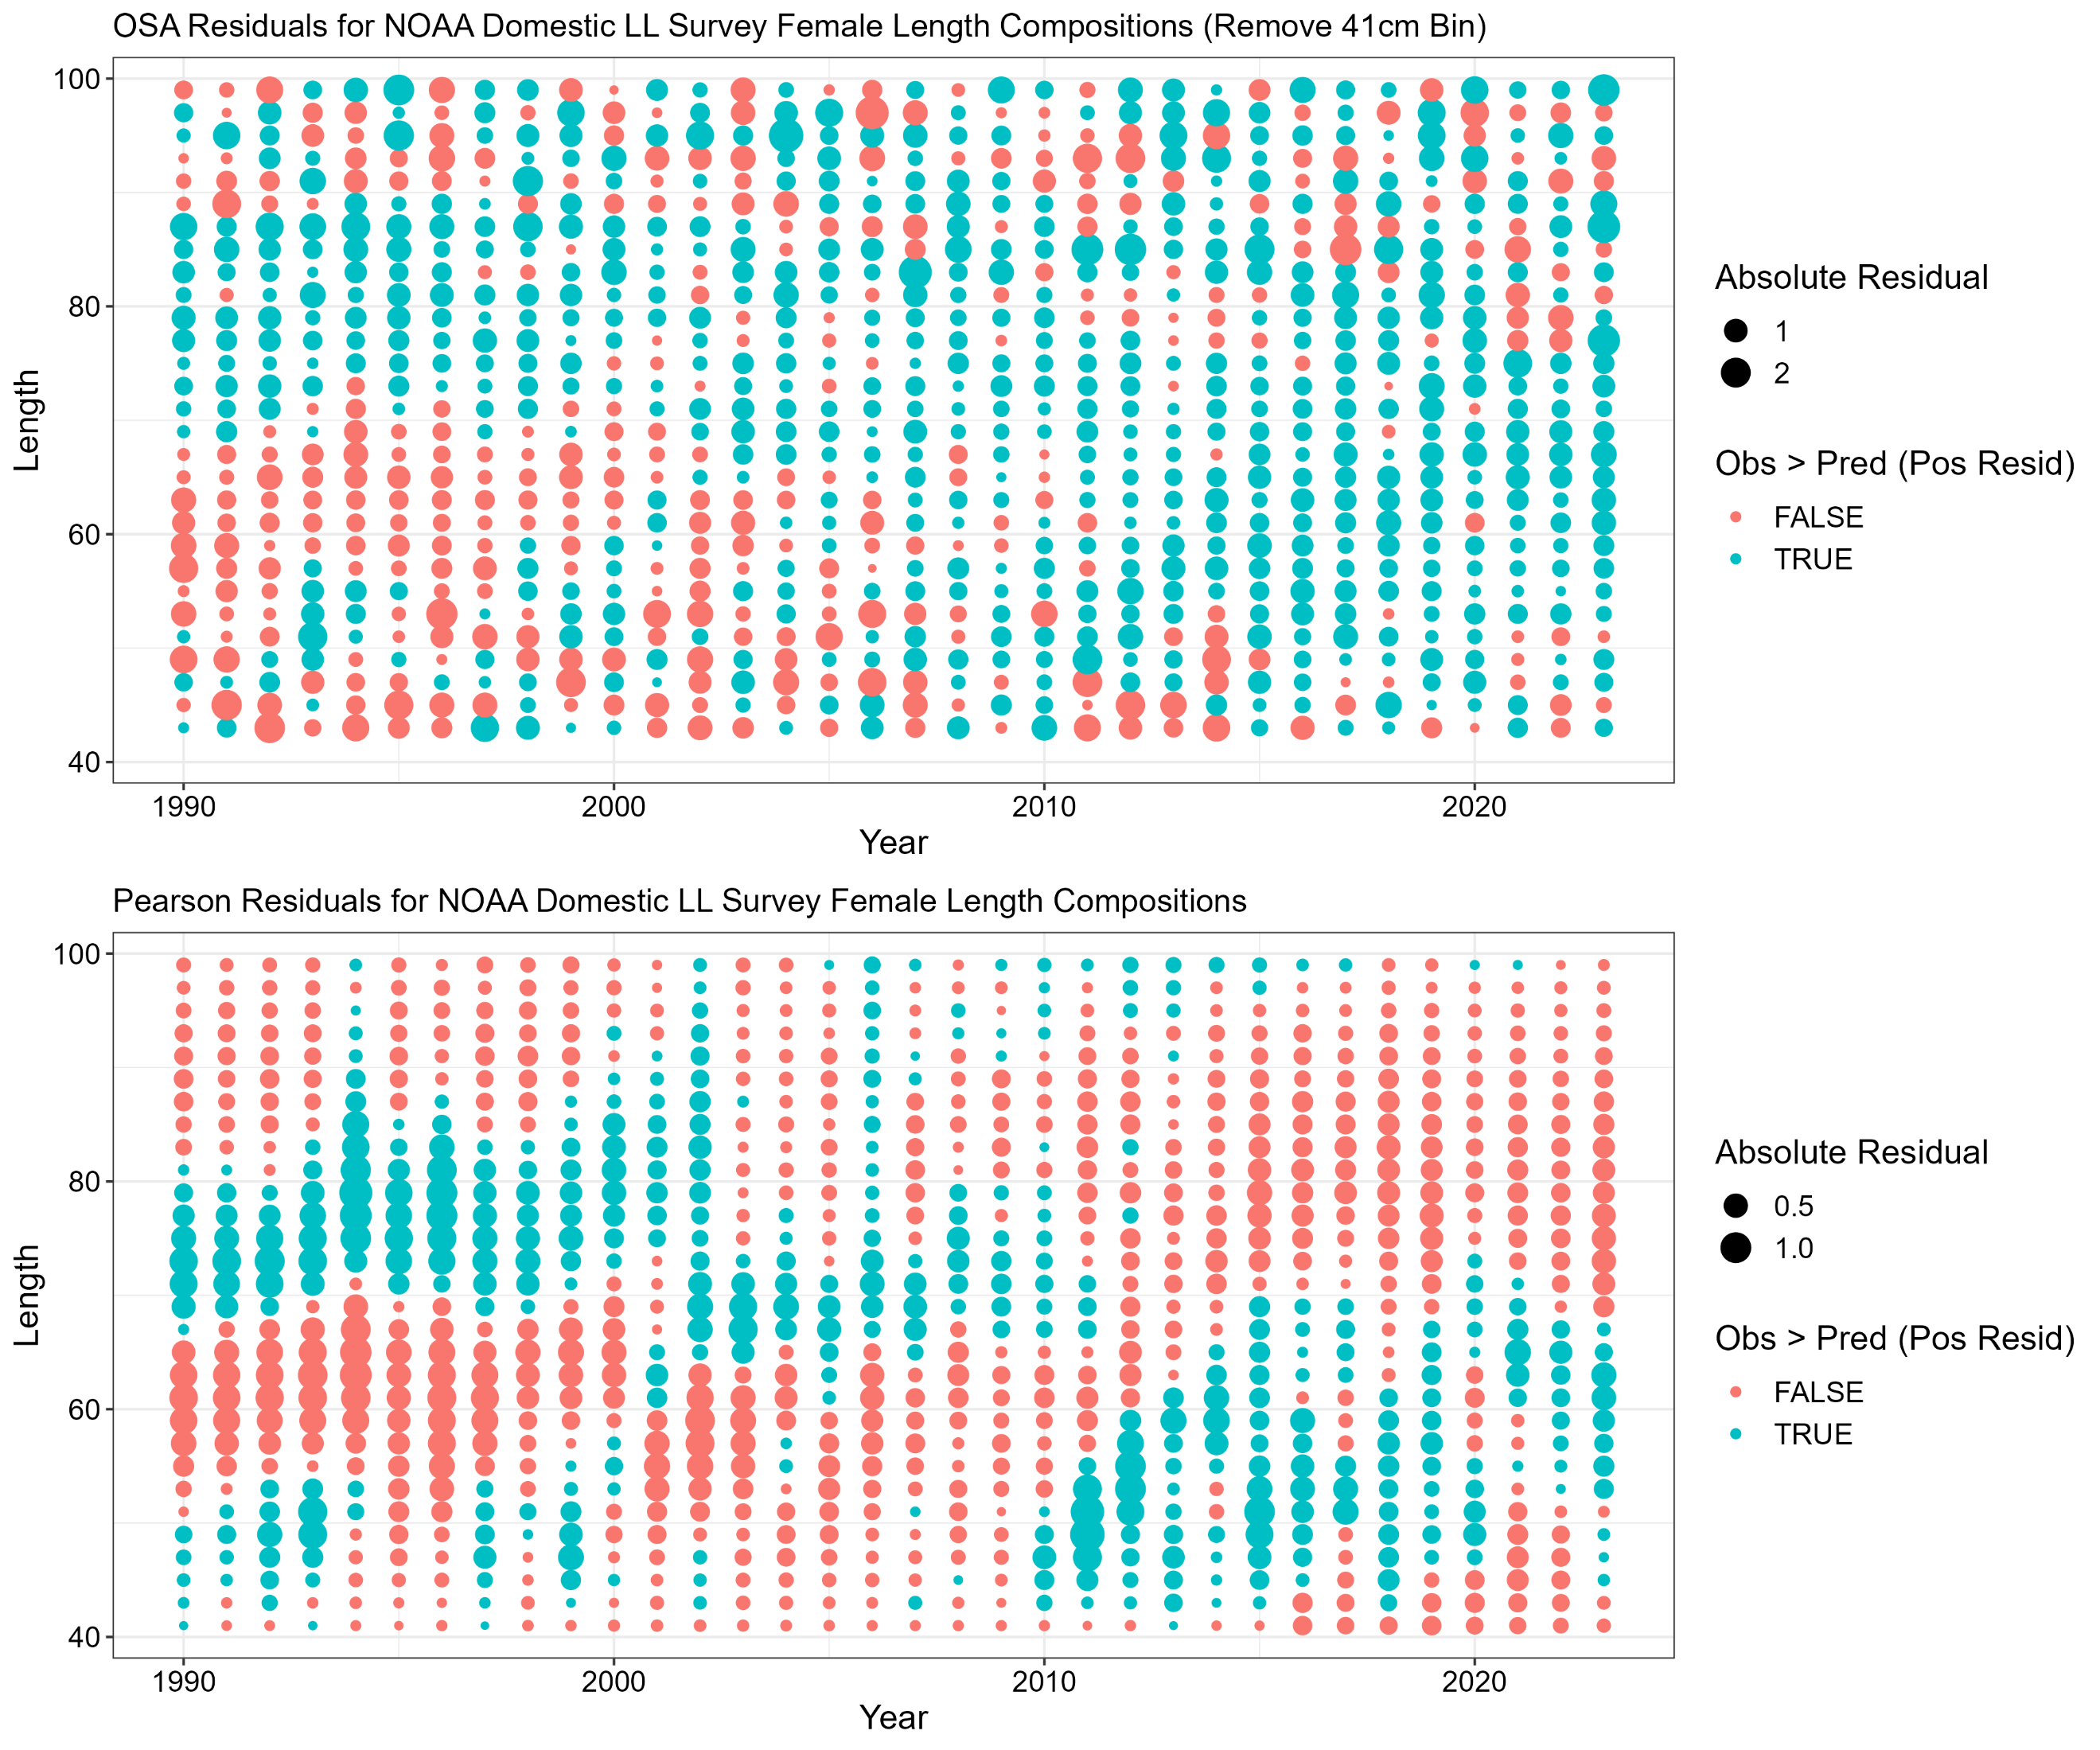 OSA Residuals for NOAA Domestic LL Survey Female Length Compositions (Remove 41cm Bin)
100
80
60
40
Length
1990
2000
2010
2020
Year
Absolute Residual
1
2
Obs > Pred (Pos Resid)
FALSE
TRUE
Pearson Residuals for NOAA Domestic LL Survey Female Length Compositions
100
80
60
40
Length
1990
2000
2010
2020
Year
Absolute Residual
0.5
1.0
Obs > Pred (Pos Resid)
FALSE
TRUE